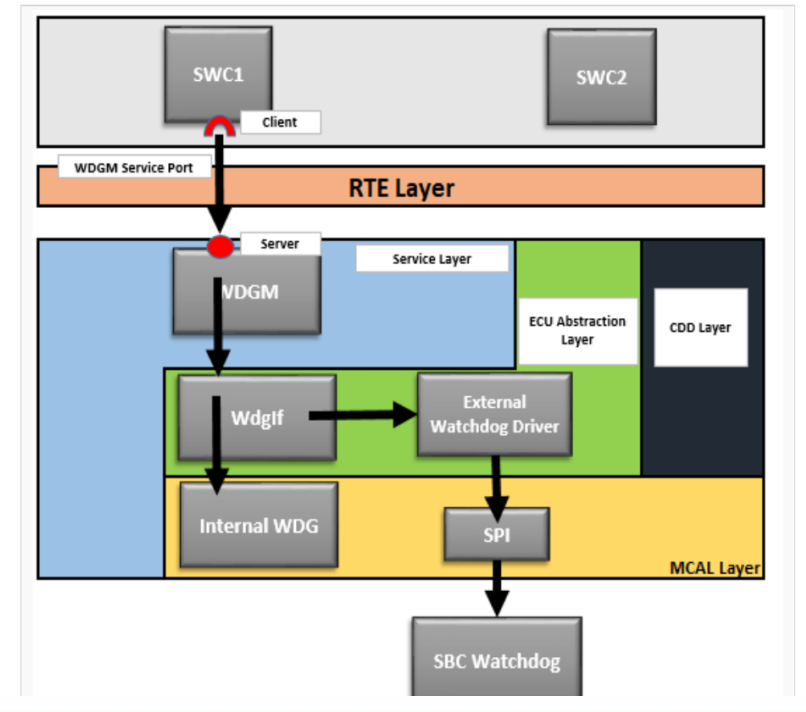 SWC1
SWC2
Client
WDGM Service Port
RTE Layer
Server
Service Layer
WDGM
ECU Abstraction
Layer
CDD Layer
WdgIf
External
Watchdog Driver
Internal WDG
SPI
MCAL Layer
SBC Watchdog